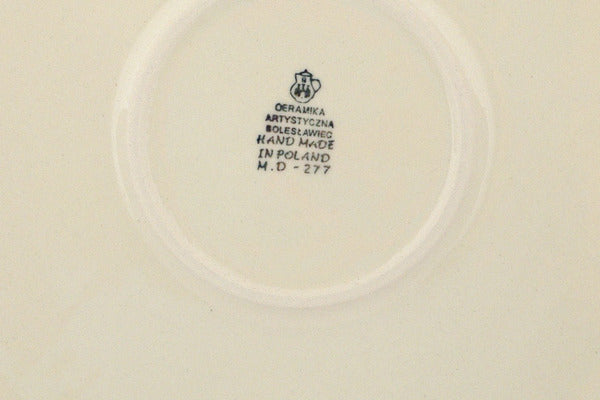 CERAMIKA
ARTYSTYCZNA
BOLESŁAWIEC
HAND MADE
IN POLAND
M.D - 277